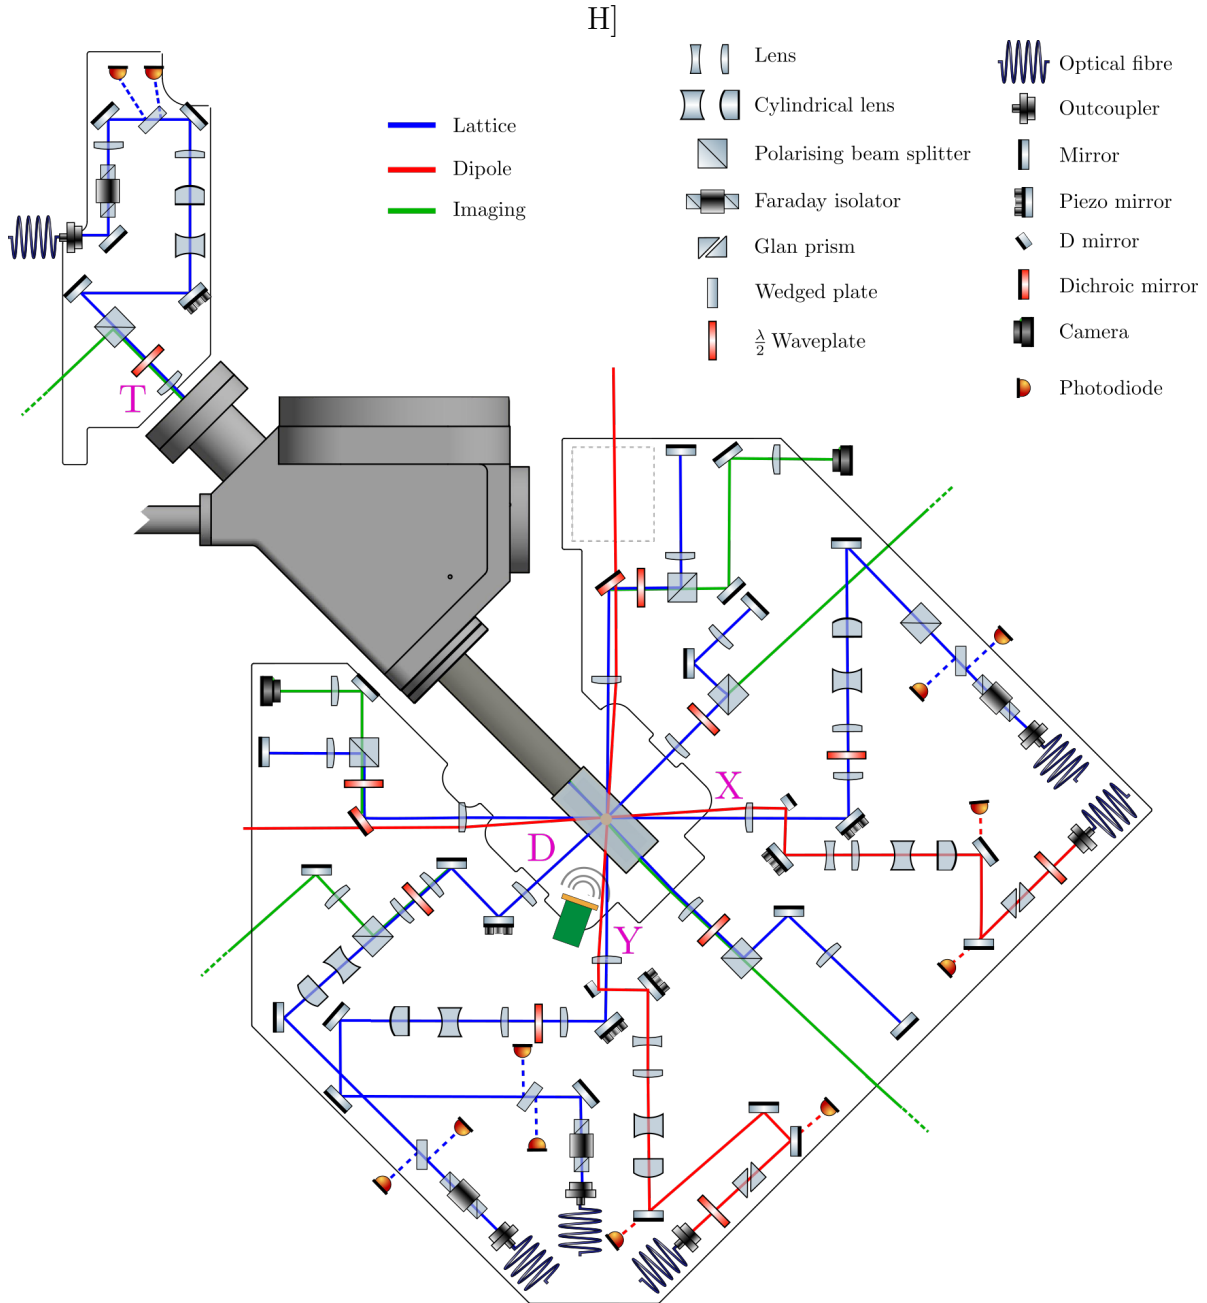 H]
Lattice
Dipole
Imaging
Lens
Cylindrical lens
Polarising beam splitter
Faraday isolator
Glan prism
Wedged plate
λ/2 Waveplate
Optical fibre
Outcoupler
Mirror
Piezo mirror
D mirror
Dichroic mirror
Camera
Photodiode
T
X
D
Y